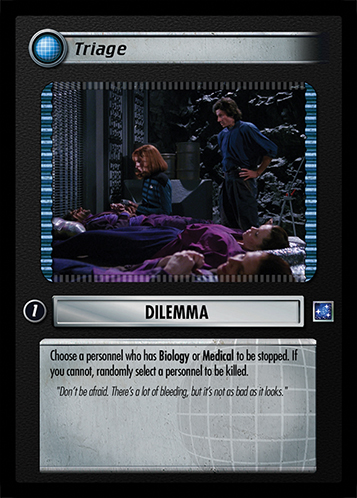 Triage
1
DILEMMA
Choose a personnel who has Biology or Medical to be stopped. If
you cannot, randomly select a personnel to be killed.
"Don't be afraid. There's a lot of bleeding, but it's not as bad as it looks."